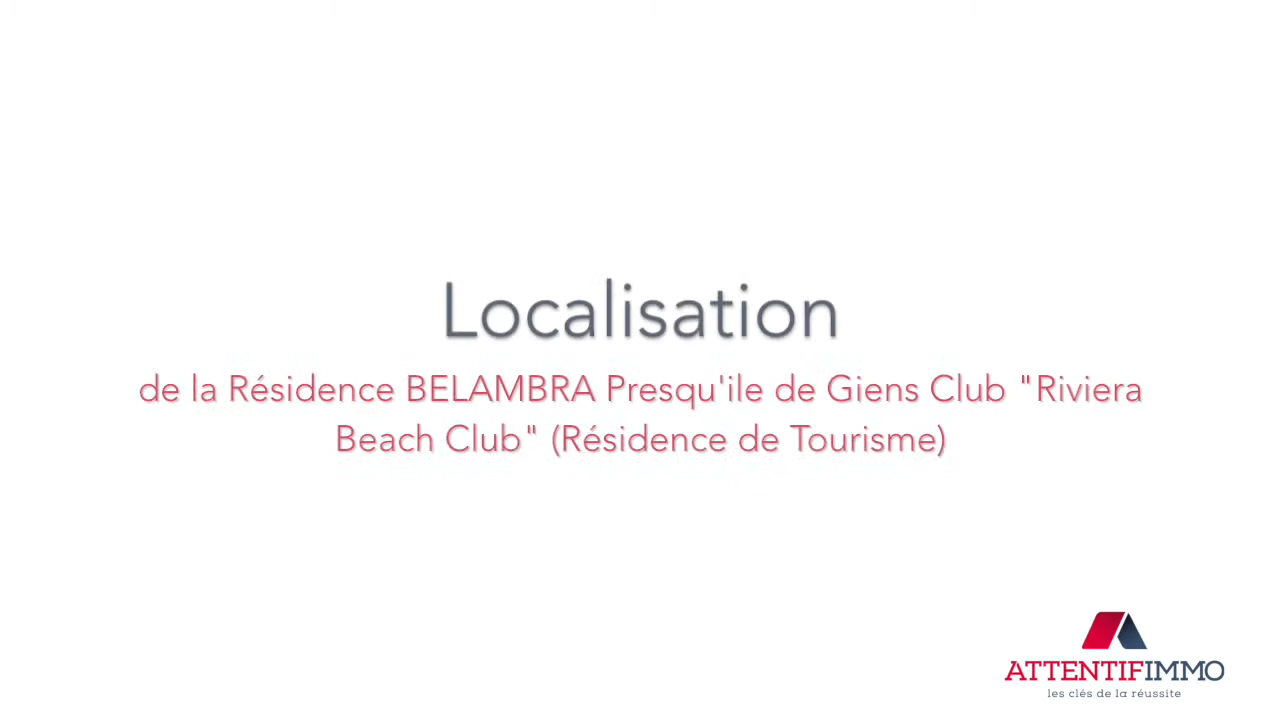 Localisation
de la Résidence BELAMBRA Presqu'ile de Giens Club "Riviera
Beach Club" (Résidence de Tourisme)
ATTENTIFIMMO
les clés de la réussite